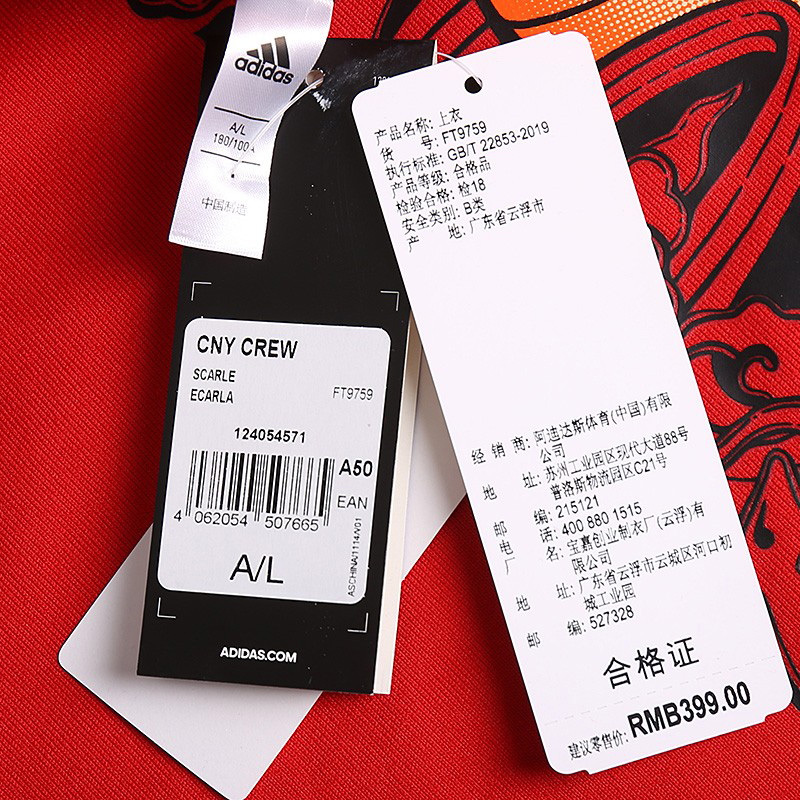 adidas
A/L
180/100A
中国制造
CNY CREW
SCARLE
ECARLA
FT9759
124054571
A50
EAN
4 062054 507665
ASCHINA/1114/V01
A/L
ADIDAS.COM
产品名称: 上衣
货 号: FT9759
执行标准: GB/T 22853-2019
产品等级: 合格品
检验合格: 检18
安全类别: B类
产 地: 广东省云浮市
经 销 商: 阿迪达斯体育(中国)有限
公司
地 址: 苏州工业园区现代大道88号
普洛斯物流园区C21号
邮 编: 215121
电 话: 400 880 1515
厂 名: 宝嘉创业制衣厂(云浮)有
限公司
地 址: 广东省云浮市云城区河口初
城工业园
邮 编: 527328
合格证
建议零售价: RMB399.00